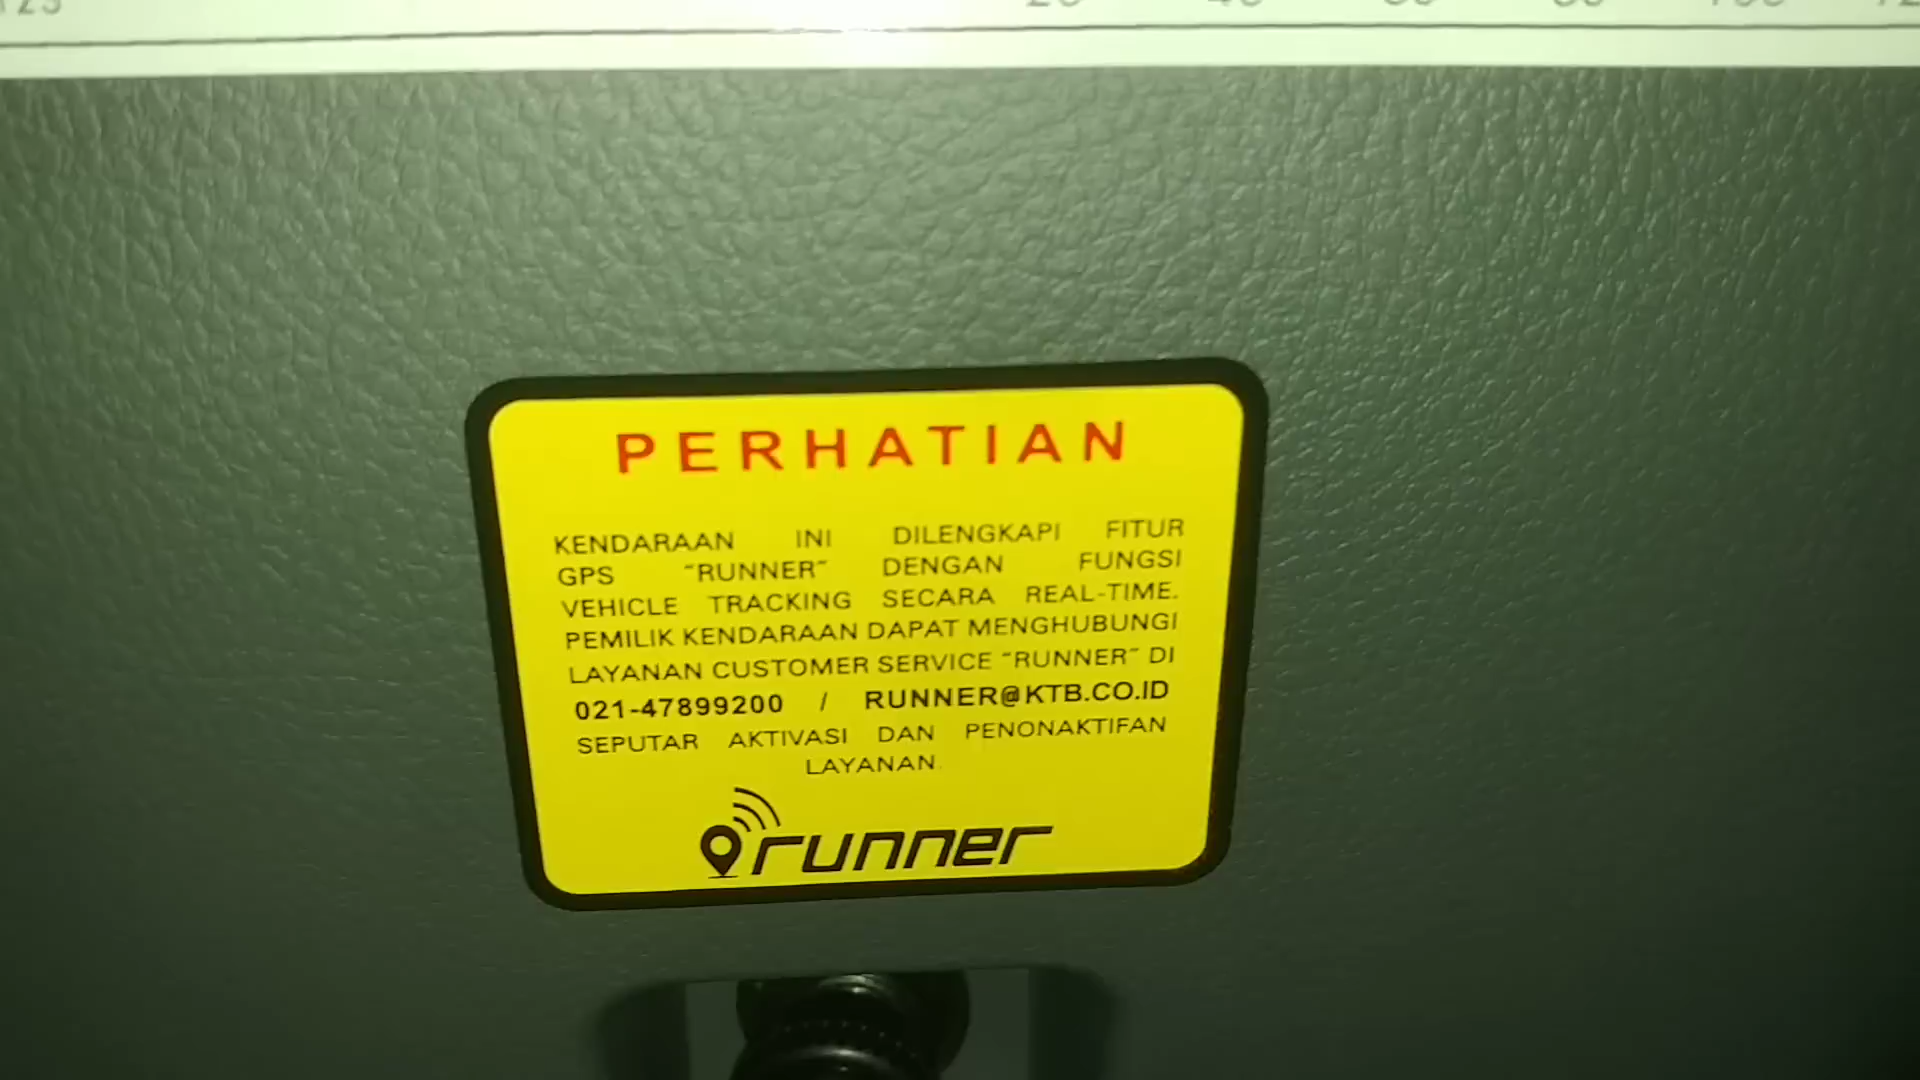 PERHATIAN
KENDARAAN INI DILENGKAPI FITUR
GPS "RUNNER" DENGAN FUNGSI
VEHICLE TRACKING SECARA REAL-TIME.
PEMILIK KENDARAAN DAPAT MENGHUBUNGI
LAYANAN CUSTOMER SERVICE "RUNNER" DI
021-47899200 / RUNNER@KTB.CO.ID
SEPUTAR AKTIVASI DAN PENONAKTIFAN
LAYANAN.
runner